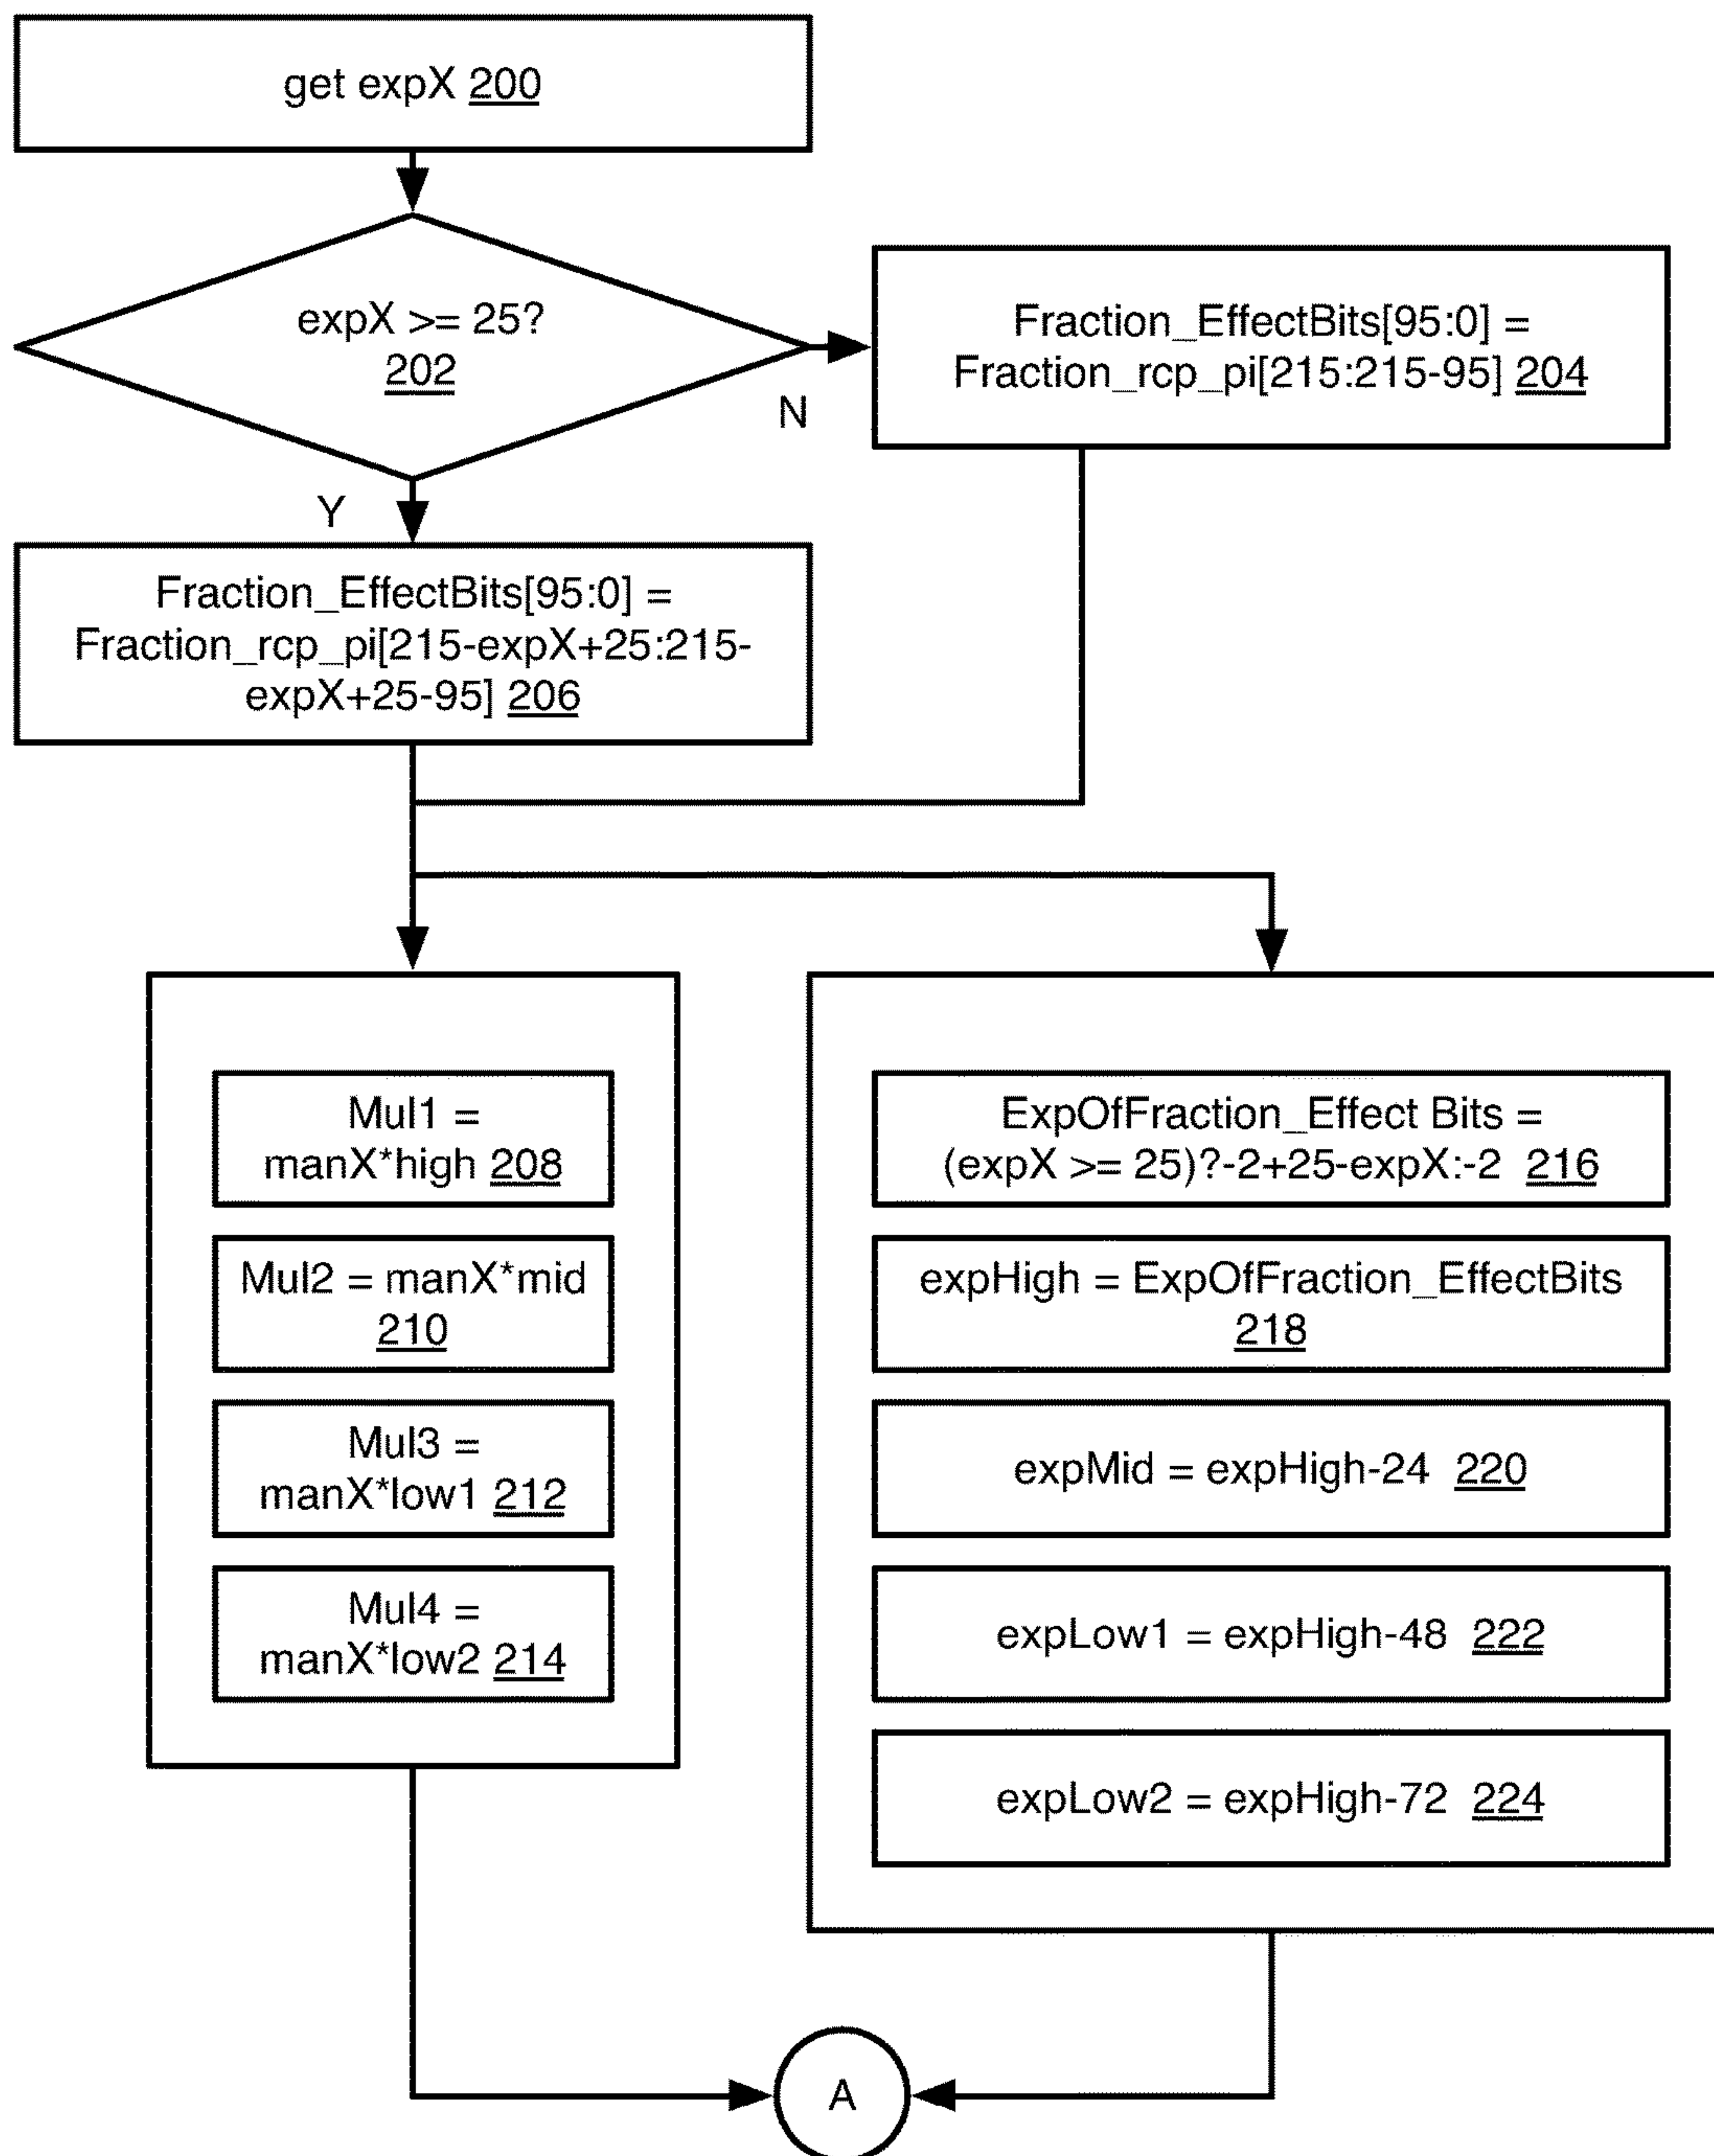 get expX 200
expX >= 25?
202
N
Fraction_EffectBits[95:0] =
Fraction_rcp_pi[215:215-95] 204
Y
Fraction_EffectBits[95:0] =
Fraction_rcp_pi[215-expX+25:215-
expX+25-95] 206
Mul1 =
manX*high 208
Mul2 = manX*mid
210
Mul3 =
manX*low1 212
Mul4 =
manX*low2 214
ExpOfFraction_Effect Bits =
(expX >= 25)?-2+25-expX:-2 216
expHigh = ExpOfFraction_EffectBits
218
expMid = expHigh-24 220
expLow1 = expHigh-48 222
expLow2 = expHigh-72 224
A